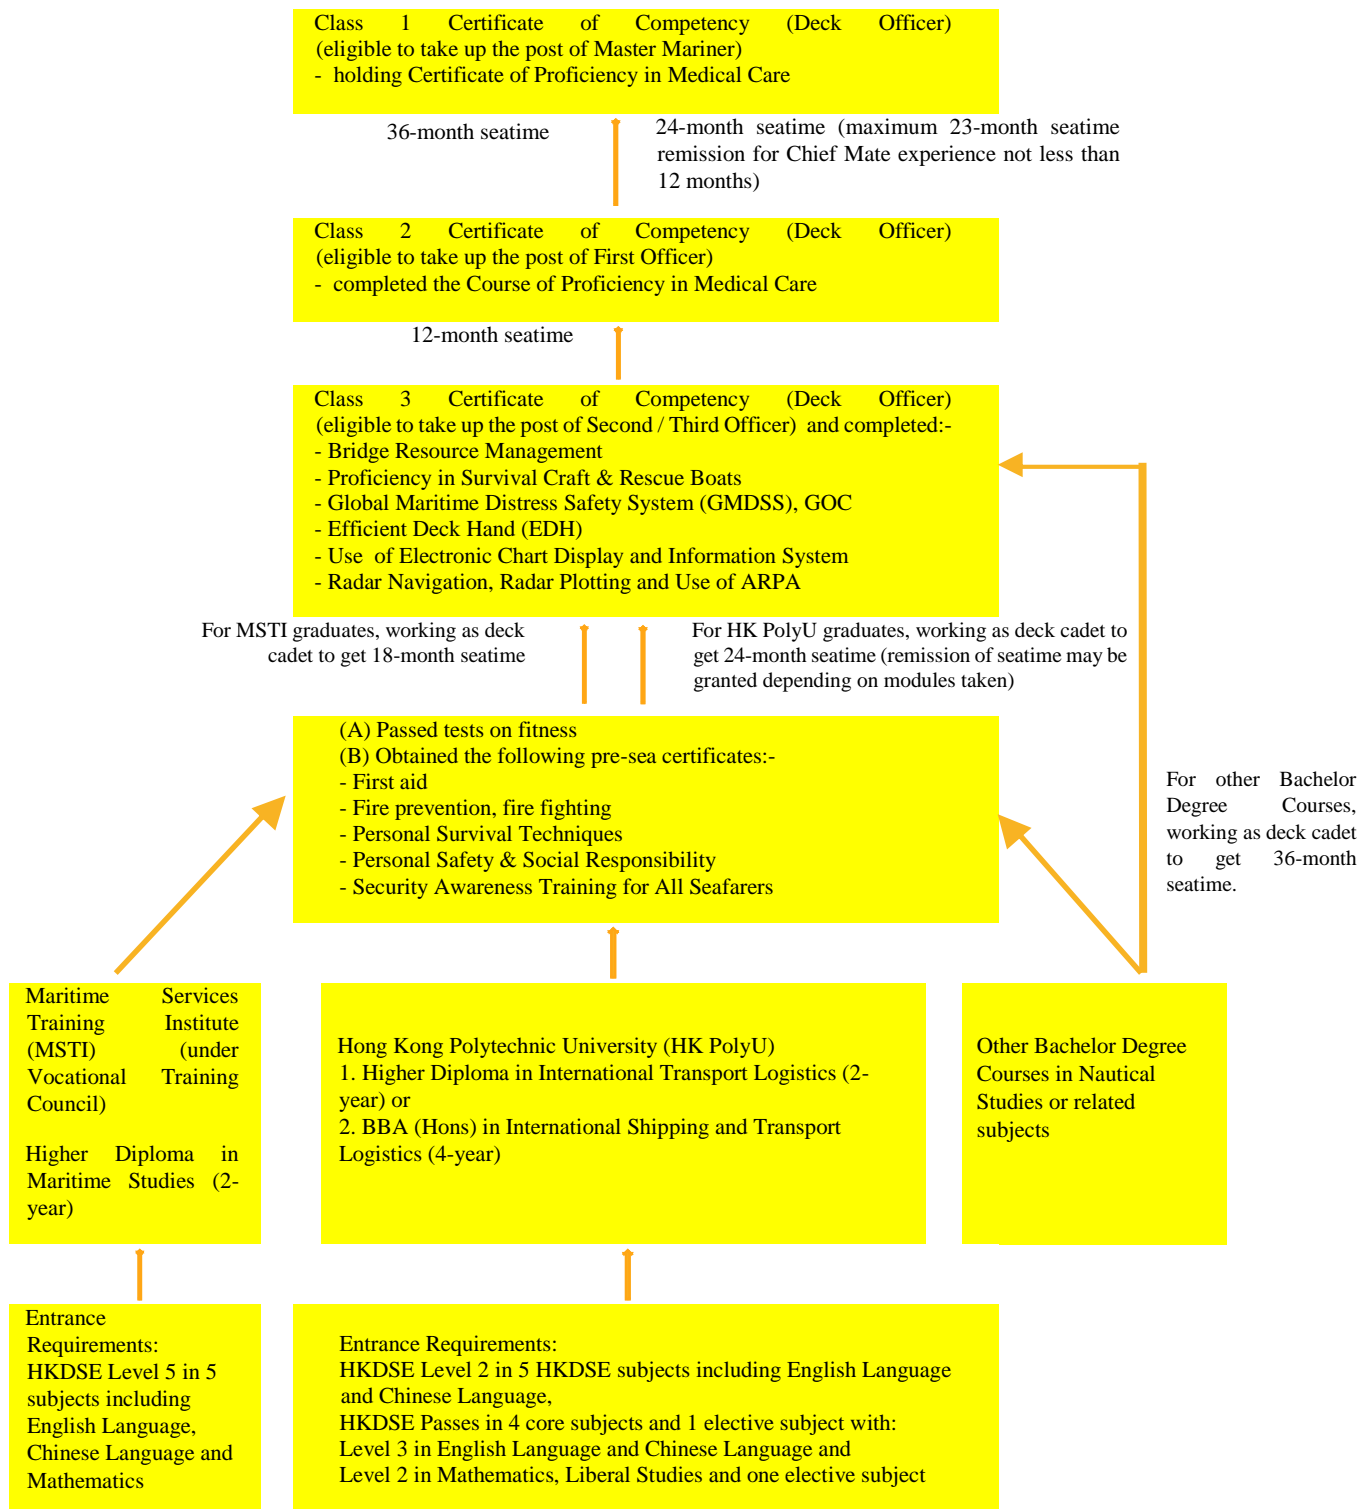 Class 1 Certificate of Competency (Deck Officer)
(eligible to take up the post of Master Mariner)
- holding Certificate of Proficiency in Medical Care
36-month seatime
24-month seatime (maximum 23-month seatime
remission for Chief Mate experience not less than
12 months)
Class 2 Certificate of Competency (Deck Officer)
(eligible to take up the post of First Officer)
- completed the Course of Proficiency in Medical Care
12-month seatime
Class 3 Certificate of Competency (Deck Officer)
(eligible to take up the post of Second / Third Officer) and completed:-
- Bridge Resource Management
- Proficiency in Survival Craft & Rescue Boats
- Global Maritime Distress Safety System (GMDSS), GOC
- Efficient Deck Hand (EDH)
- Use of Electronic Chart Display and Information System
- Radar Navigation, Radar Plotting and Use of ARPA
For MSTI graduates, working as deck
cadet to get 18-month seatime
For HK PolyU graduates, working as deck cadet to
get 24-month seatime (remission of seatime may be
granted depending on modules taken)
(A) Passed tests on fitness
(B) Obtained the following pre-sea certificates:-
- First aid
- Fire prevention, fire fighting
- Personal Survival Techniques
- Personal Safety & Social Responsibility
- Security Awareness Training for All Seafarers
For other Bachelor
Degree Courses,
working as deck cadet
to get 36-month
seatime.
Maritime Services
Training Institute
(MSTI) (under
Vocational Training
Council)
Higher Diploma in
Maritime Studies (2-
year)
Hong Kong Polytechnic University (HK PolyU)
1. Higher Diploma in International Transport Logistics (2-
year) or
2. BBA (Hons) in International Shipping and Transport
Logistics (4-year)
Other Bachelor Degree
Courses in Nautical
Studies or related
subjects
Entrance
Requirements:
HKDSE Level 5 in 5
subjects including
English Language,
Chinese Language and
Mathematics
Entrance Requirements:
HKDSE Level 2 in 5 HKDSE subjects including English Language
and Chinese Language,
HKDSE Passes in 4 core subjects and 1 elective subject with:
Level 3 in English Language and Chinese Language and
Level 2 in Mathematics, Liberal Studies and one elective subject